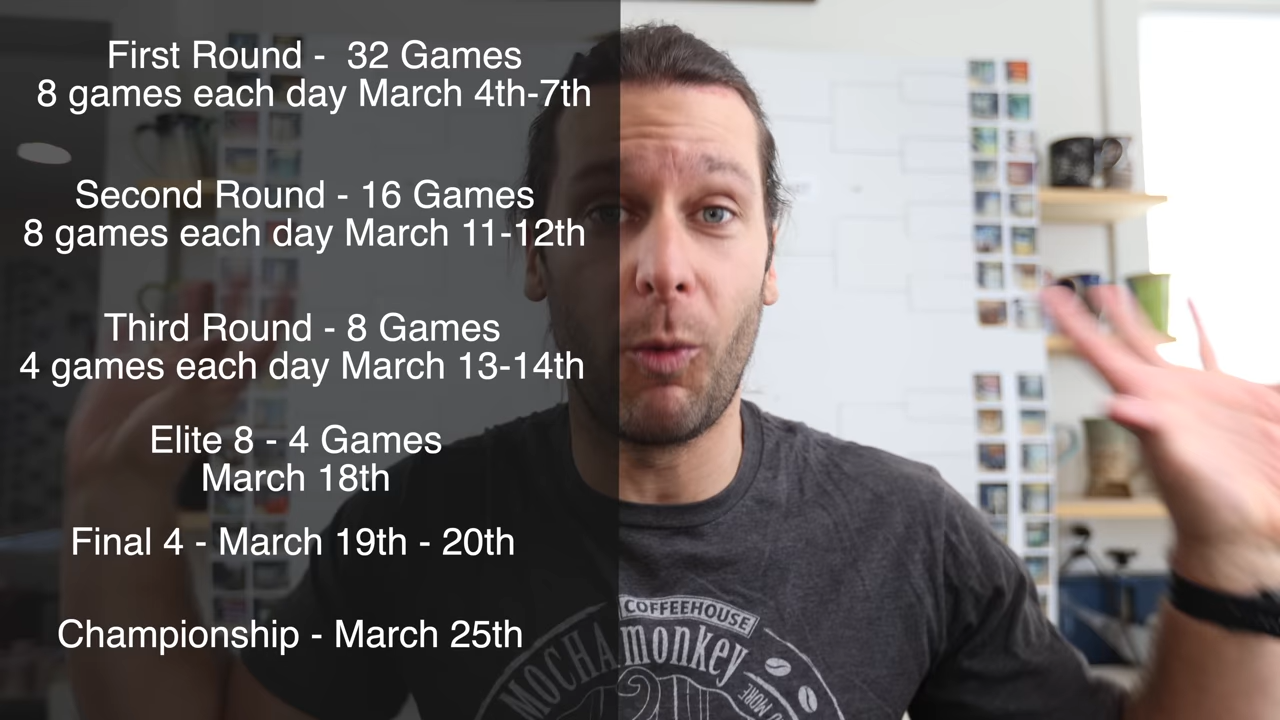 First Round -  32 Games
8 games each day March 4th-7th
Second Round - 16 Games
8 games each day March 11-12th
Third Round - 8 Games
4 games each day March 13-14th
Elite 8 - 4 Games
March 18th
Final 4 - March 19th - 20th
Championship - March 25th
COFFEEHOUSE
MOCHA monkey
MORE